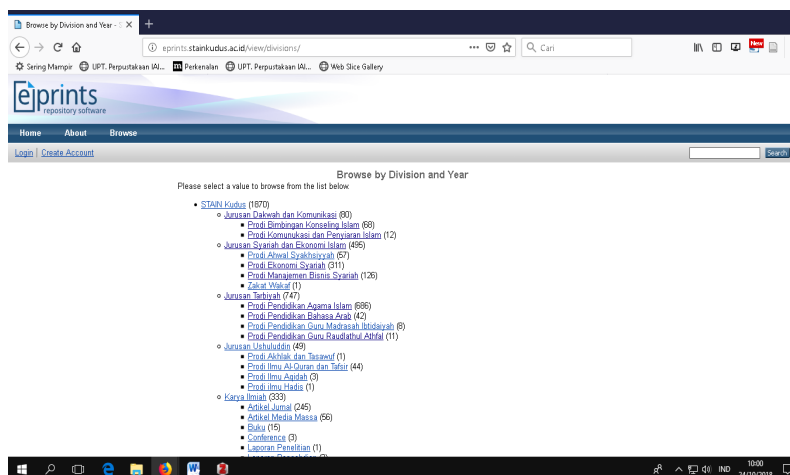 Browse by Division and Year - S
eprints.stainkudus.ac.id/view/divisions/
Cari
New
Sering Mampir UPT. Perpustakaan IAI... m Perkenalan UPT. Perpustakaan IAI... Web Slice Gallery
eprints
repository software
Home About Browse
Login | Create Account
Search
Browse by Division and Year
Please select a value to browse from the list below.
STAIN Kudus (1870)
Jurusan Dakwah dan Komunikasi (80)
Prodi Bimbingan Konseling Islam (68)
Prodi Komunukasi dan Penyiaran Islam (12)
Jurusan Syariah dan Ekonomi Islam (495)
Prodi Ahwal Syakhsiyyah (57)
Prodi Ekonomi Syariah (311)
Prodi Manajemen Bisnis Syariah (126)
Zakat Wakaf (1)
Jurusan Tarbiyah (747)
Prodi Pendidikan Agama Islam (686)
Prodi Pendidikan Bahasa Arab (42)
Prodi Pendidikan Guru Madrasah Ibtidaiyah (8)
Prodi Pendidikan Guru Raudlathul Athfal (11)
Jurusan Ushuluddin (49)
Prodi Akhlak dan Tasawuf (1)
Prodi Ilmu Al-Quran dan Tafsir (44)
Prodi Ilmu Aqidah (3)
Prodi ilmu Hadis (1)
Karya Ilmiah (333)
Artikel Jurnal (245)
Artikel Media Massa (56)
Buku (15)
Conference (3)
Laporan Penelitian (1)
IND 10:00
24/10/2018